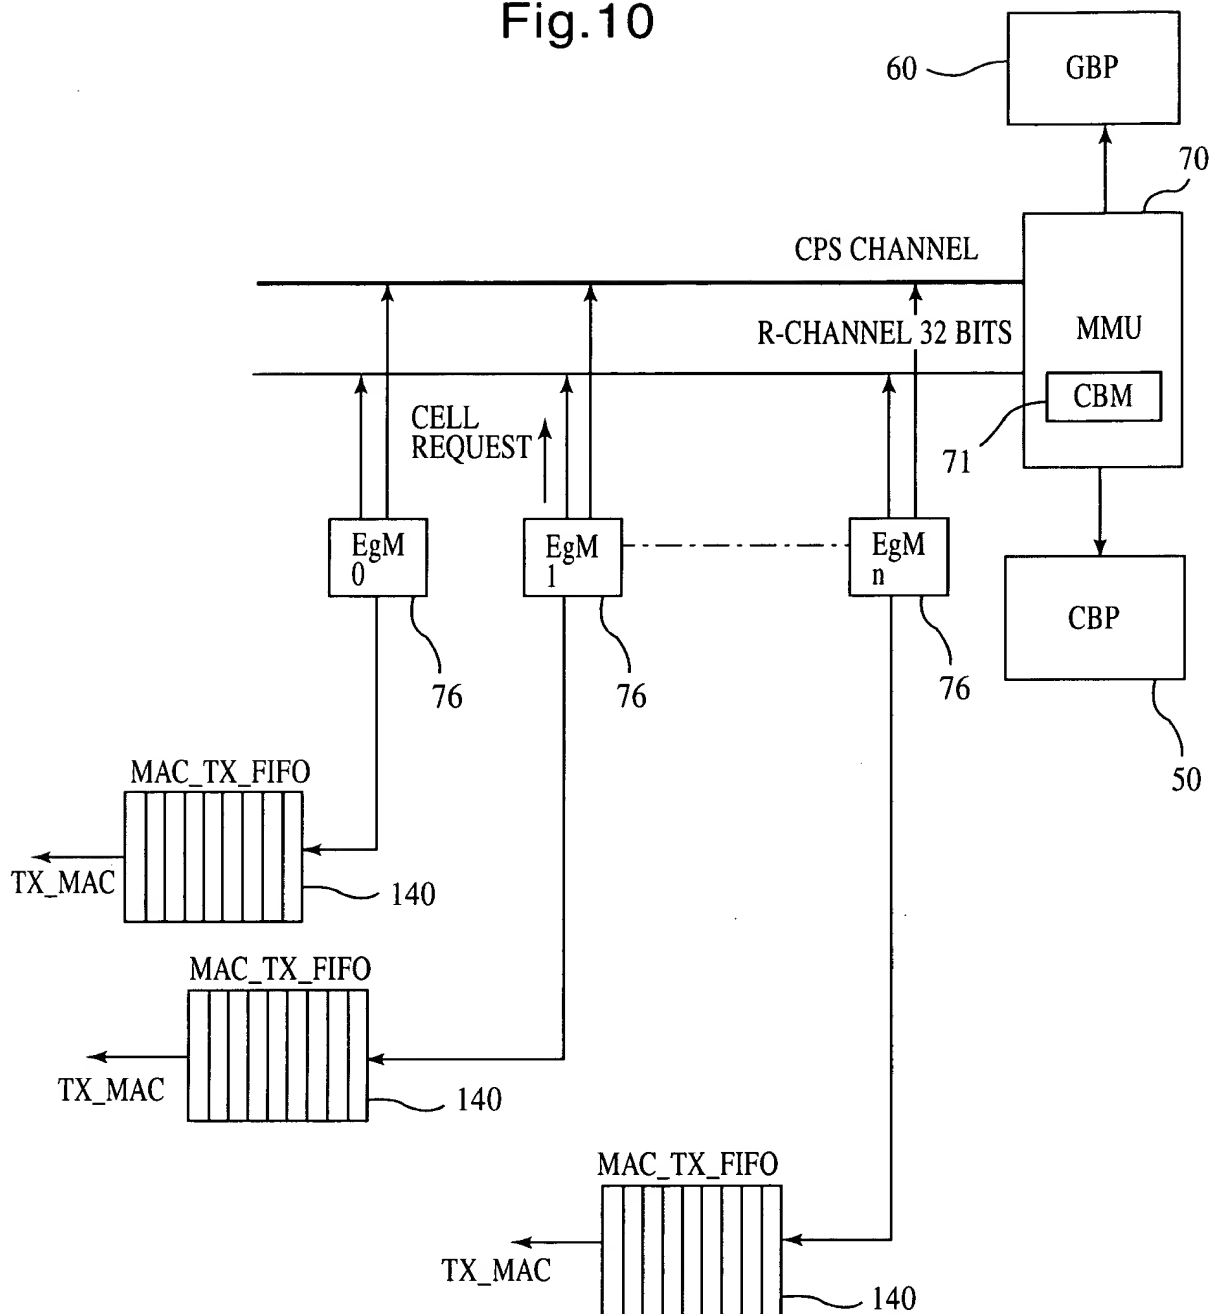 Fig.10
60
GBP
70
CPS CHANNEL
R-CHANNEL 32 BITS
MMU
CBM
CELL
REQUEST
71
EgM
0
EgM
1
EgM
n
CBP
76
76
76
50
MAC_TX_FIFO
TX_MAC
140
MAC_TX_FIFO
TX_MAC
140
MAC_TX_FIFO
TX_MAC
140